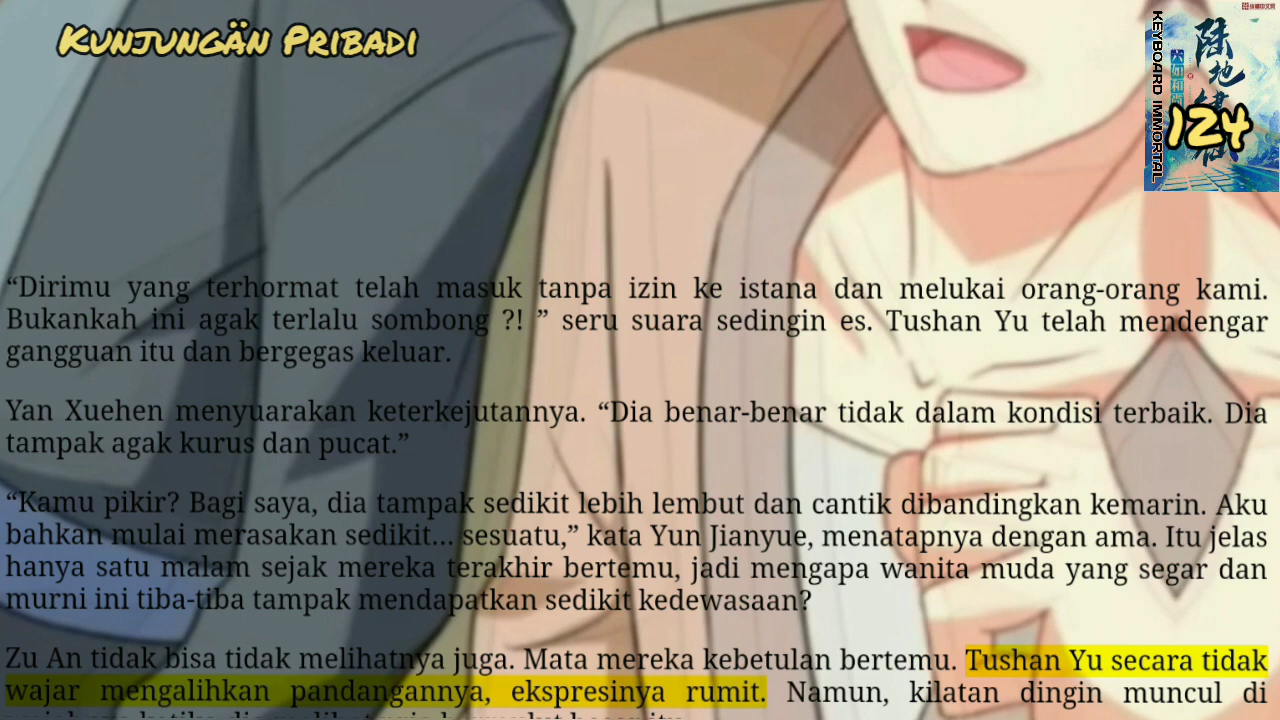 Kunjungän Pribadi
KEYBOARD IMMORTAL
124
“Dirimu yang terhormat telah masuk tanpa izin ke istana dan melukai orang-orang kami.
Bukankah ini agak terlalu sombong ?! ” seru suara sedingin es. Tushan Yu telah mendengar
gangguan itu dan bergegas keluar.
Yan Xuehen menyuarakan keterkejutannya. “Dia benar-benar tidak dalam kondisi terbaik. Dia
tampak agak kurus dan pucat.”
“Kamu pikir? Bagi saya, dia tampak sedikit lebih lembut dan cantik dibandingkan kemarin. Aku
bahkan mulai merasakan sedikit... sesuatu,” kata Yun Jianyue, menatapnya dengan ama. Itu jelas
hanya satu malam sejak mereka terakhir bertemu, jadi mengapa wanita muda yang segar dan
murni ini tiba-tiba tampak mendapatkan sedikit kedewasaan?
Zu An tidak bisa tidak melihatnya juga. Mata mereka kebetulan bertemu. Tushan Yu secara tidak
wajar mengalihkan pandangannya, ekspresinya rumit. Namun, kilatan dingin muncul di